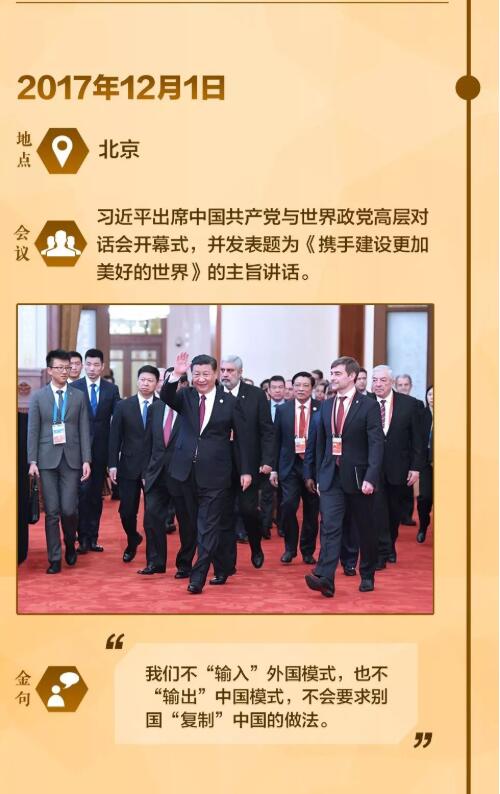 2017年12月1日
地点
北京
会议
习近平出席中国共产党与世界政党高层对
话会开幕式，并发表题为《携手建设更加
美好的世界》的主旨讲话。
金句
“
我们不“输入”外国模式，也不
“输出”中国模式，不会要求别
国“复制”中国的做法。
”